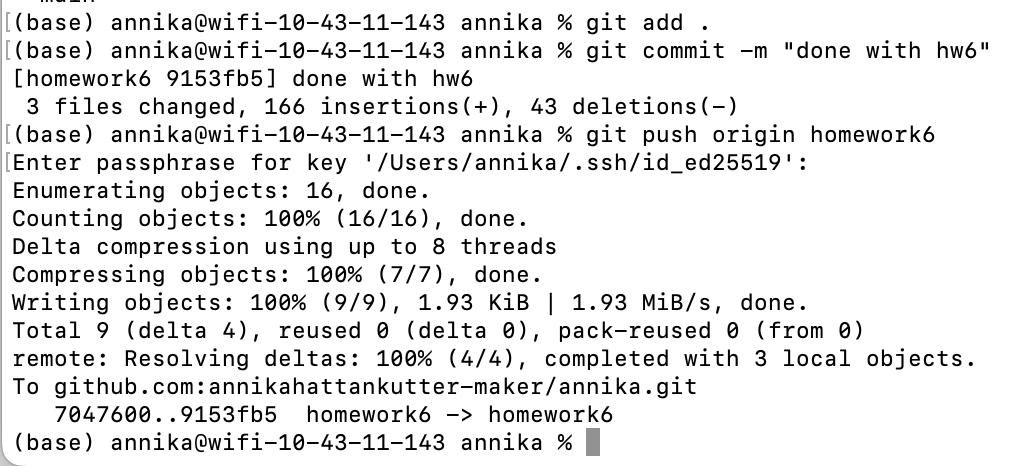 (base) annika@wifi-10-43-11-143 annika % git add .
[(base) annika@wifi-10-43-11-143 annika % git commit -m "done with hw6"
[homework6 9153fb5] done with hw6
 3 files changed, 166 insertions(+), 43 deletions(-)
[(base) annika@wifi-10-43-11-143 annika % git push origin homework6
[Enter passphrase for key '/Users/annika/.ssh/id_ed25519':
Enumerating objects: 16, done.
Counting objects: 100% (16/16), done.
Delta compression using up to 8 threads
Compressing objects: 100% (7/7), done.
Writing objects: 100% (9/9), 1.93 KiB | 1.93 MiB/s, done.
Total 9 (delta 4), reused 0 (delta 0), pack-reused 0 (from 0)
remote: Resolving deltas: 100% (4/4), completed with 3 local objects.
To github.com:annikahattankutter-maker/annika.git
   7047600..9153fb5  homework6 -> homework6
(base) annika@wifi-10-43-11-143 annika %